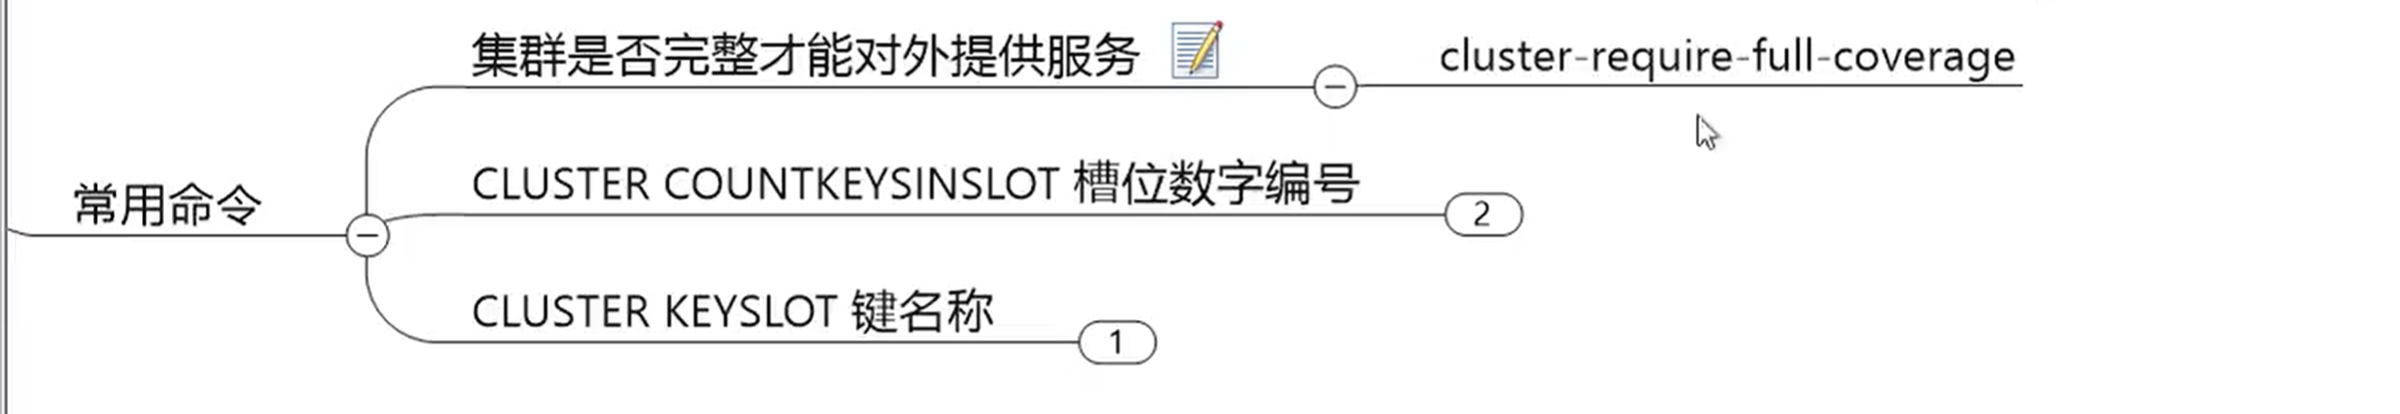 集群是否完整才能对外提供服务
cluster-require-full-coverage
常用命令
CLUSTER COUNTKEYSINSLOT 槽位数字编号
2
CLUSTER KEYSLOT 键名称
1